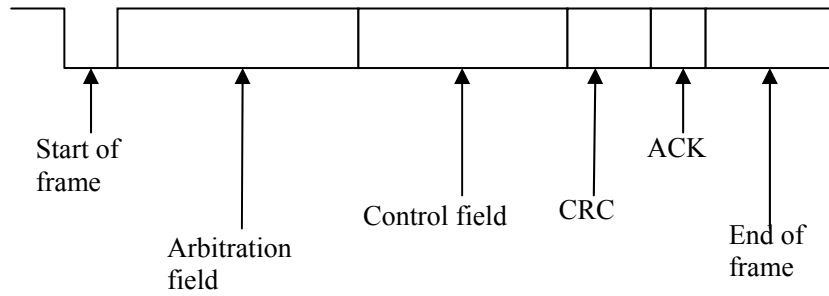 Start of
frame
Arbitration
field
Control field
CRC
ACK
End of
frame